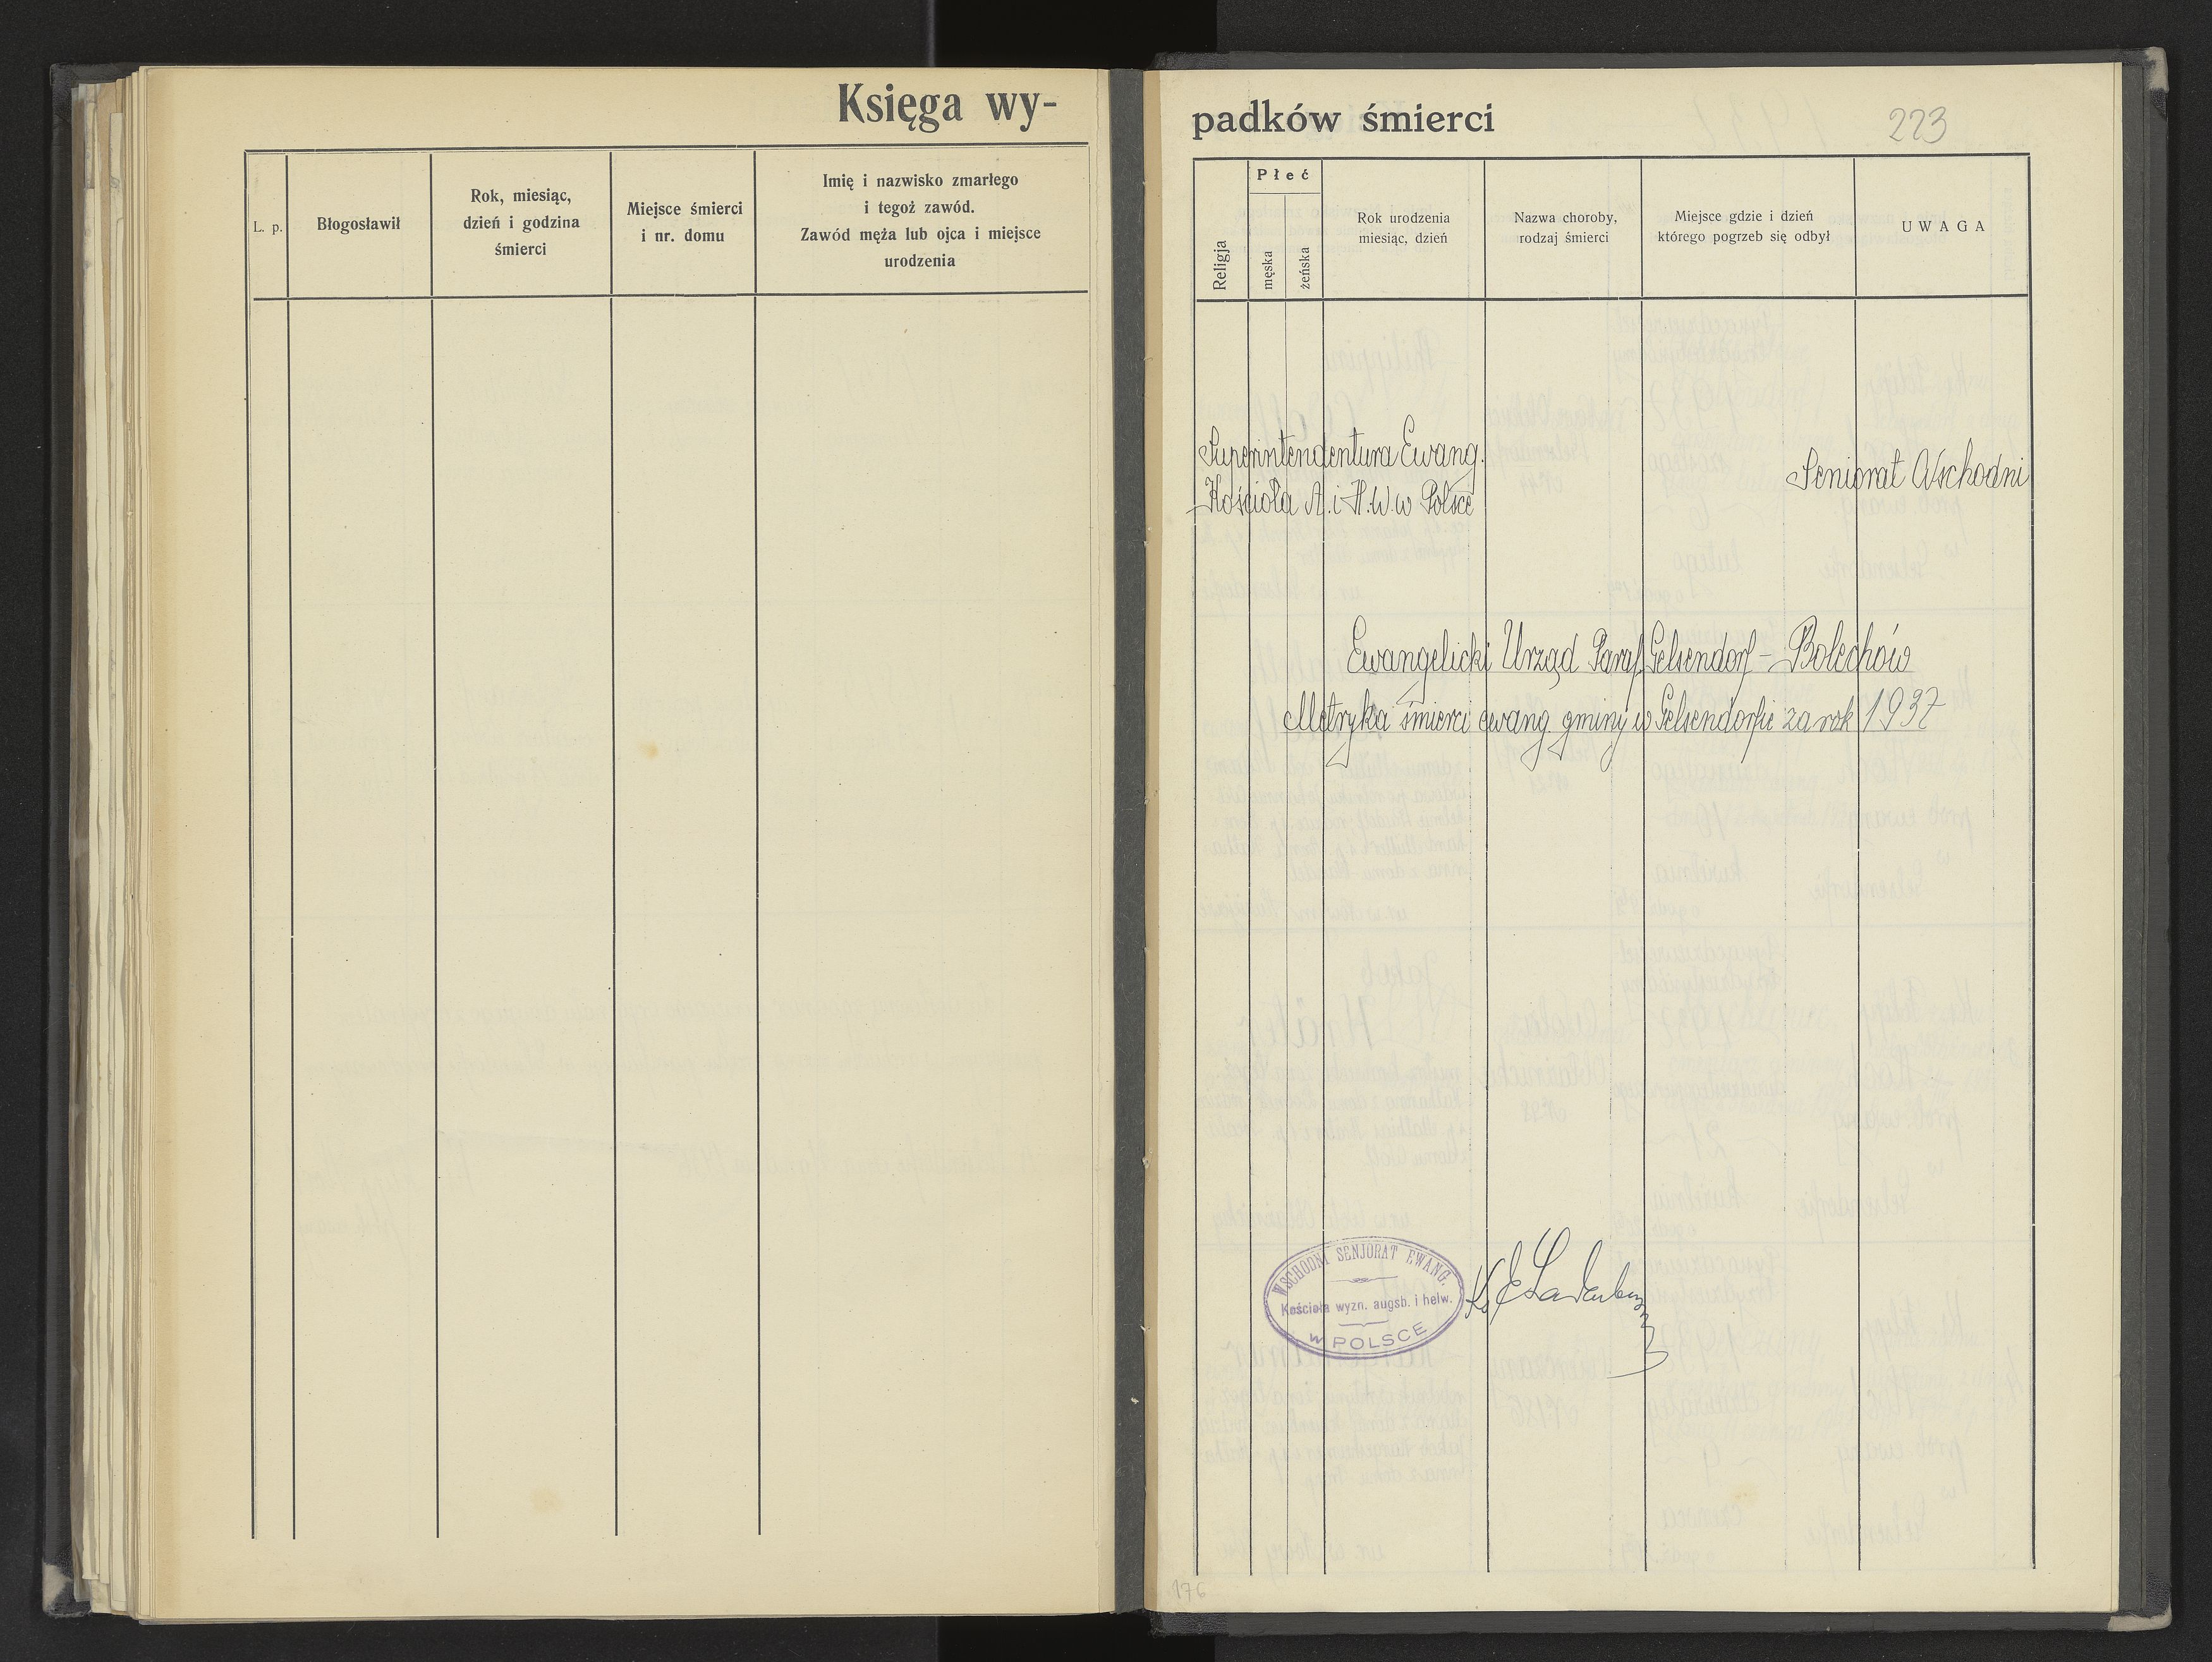 Księga wy-
L. p.
Błogosławił
Rok, miesiąc,
dzień i godzina
śmierci
Miejsce śmierci
i nr. domu
Imię i nazwisko zmarłego
i tegoż zawód.
Zawód męża lub ojca i miejsce
urodzenia
padków śmierci
223
Religja
Płeć
męska
żeńska
Rok urodzenia
miesiąc, dzień
Nazwa choroby,
rodzaj śmierci
Miejsce gdzie i dzień
którego pogrzeb się odbył
UWAGA
Superintendentura Ewang.
Kościoła A. i H. W. w Polsce
Seniorat Wschodni
Ewangelicki Urząd Paraf. Gelsendorf - Bolechów
Metryka śmierci ewang. gminy w Gelsendorfie za rok 1937
WSCHODNI SENJORAT EWANG.
Kościoła wyzn. augsb. i helw.
w POLSCE
176